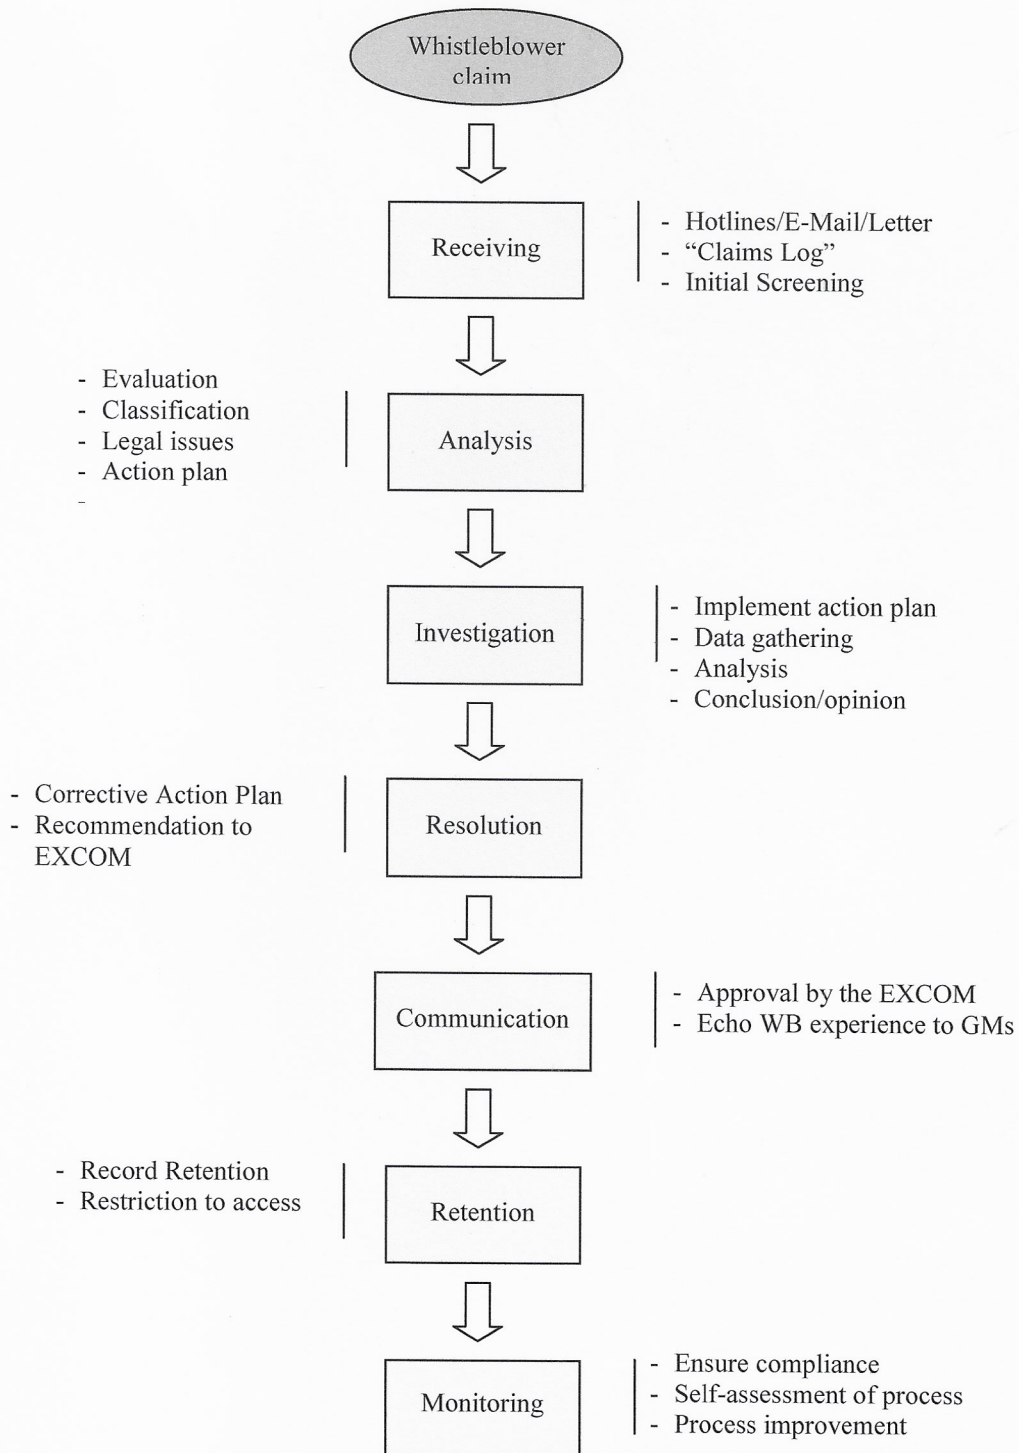 Whistleblower
claim
Receiving
- Hotlines/E-Mail/Letter
- “Claims Log”
- Initial Screening
- Evaluation
- Classification
- Legal issues
- Action plan
-
Analysis
Investigation
- Implement action plan
- Data gathering
- Analysis
- Conclusion/opinion
- Corrective Action Plan
- Recommendation to
EXCOM
Resolution
Communication
- Approval by the EXCOM
- Echo WB experience to GMs
- Record Retention
- Restriction to access
Retention
Monitoring
- Ensure compliance
- Self-assessment of process
- Process improvement